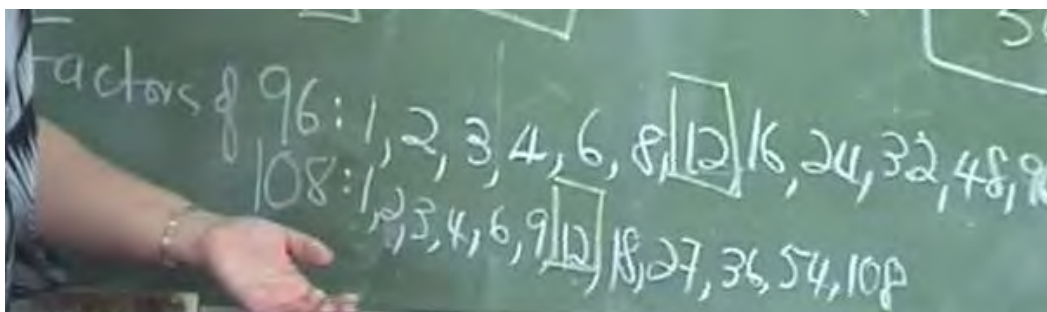 Factors of 96: 1, 2, 3, 4, 6, 8, 12, 16, 24, 32, 48, 96
108: 1, 2, 3, 4, 6, 9, 12, 18, 27, 36, 54, 108